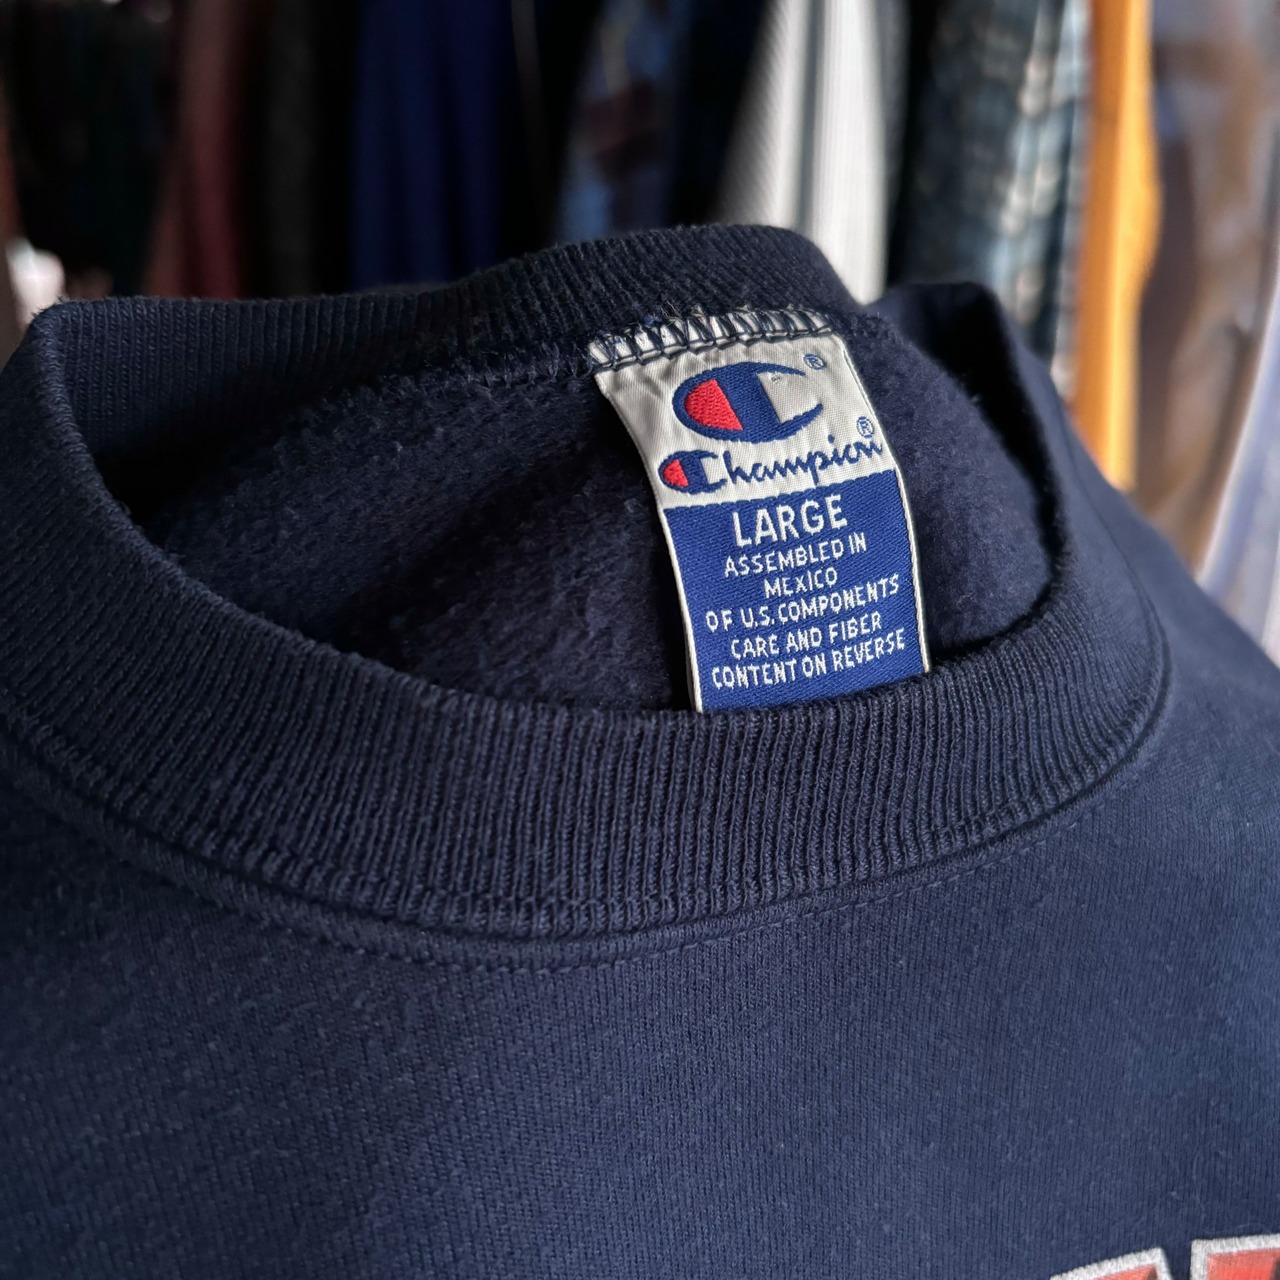 ®
Champion®
LARGE
ASSEMBLED IN
MEXICO
OF U.S. COMPONENTS
CARE AND FIBER
CONTENT ON REVERSE